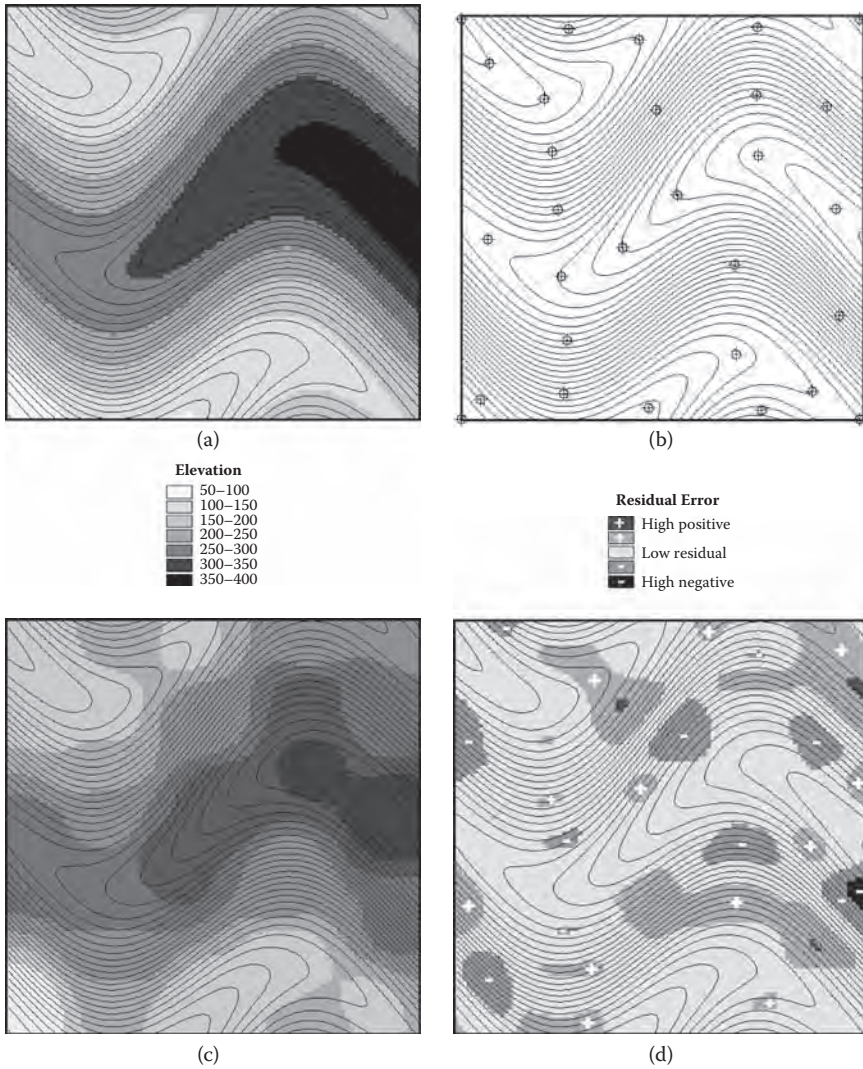 (a)
(b)
Elevation
50–100
100–150
150–200
200–250
250–300
300–350
350–400
Residual Error
+ High positive
+
Low residual
-
- High negative
(c)
(d)